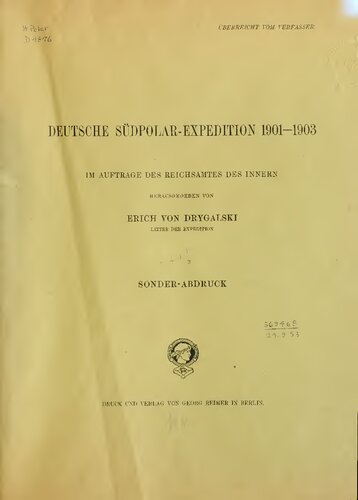 ÜBERREICHT VOM VERFASSER.
DEUTSCHE SÜDPOLAR-EXPEDITION 1901—1903
IM AUFTRAGE DES REICHSAMTES DES INNERN
HERAUSGEGEBEN VON
ERICH VON DRYGALSKI
LEITER DER EXPEDITION
SONDER-ABDRUCK
DRUCK UND VERLAG VON GEORG REIMER IN BERLIN.